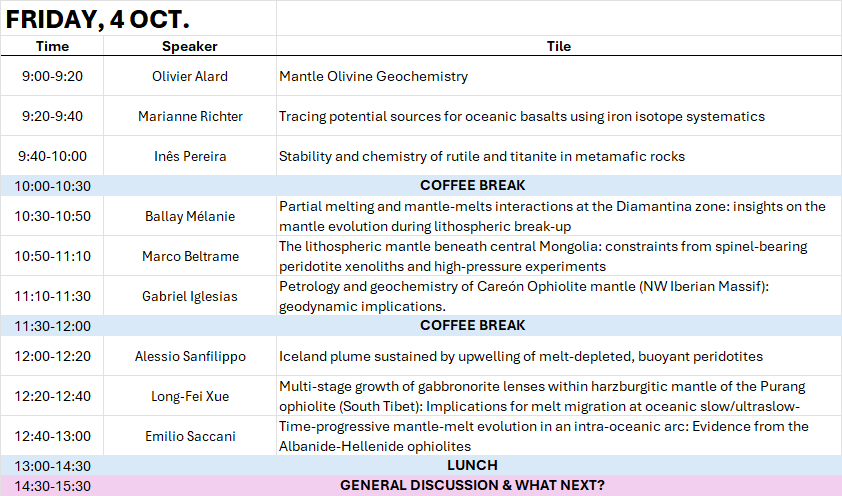 FRIDAY, 4 OCT.
Time Speaker Tile
9:00-9:20 Olivier Alard Mantle Olivine Geochemistry
9:20-9:40 Marianne Richter Tracing potential sources for oceanic basalts using iron isotope systematics
9:40-10:00 Inês Pereira Stability and chemistry of rutile and titanite in metamafic rocks
10:00-10:30 COFFEE BREAK
10:30-10:50 Ballay Mélanie Partial melting and mantle-melts interactions at the Diamantina zone: insights on the
mantle evolution during lithospheric break-up
10:50-11:10 Marco Beltrame The lithospheric mantle beneath central Mongolia: constraints from spinel-bearing
peridotite xenoliths and high-pressure experiments
11:10-11:30 Gabriel Iglesias Petrology and geochemistry of Careón Ophiolite mantle (NW Iberian Massif):
geodynamic implications.
11:30-12:00 COFFEE BREAK
12:00-12:20 Alessio Sanfilippo Iceland plume sustained by upwelling of melt-depleted, buoyant peridotites
12:20-12:40 Long-Fei Xue Multi-stage growth of gabbronorite lenses within harzburgitic mantle of the Purang
ophiolite (South Tibet): Implications for melt migration at oceanic slow/ultraslow-
12:40-13:00 Emilio Saccani Time-progressive mantle-melt evolution in an intra-oceanic arc: Evidence from the
Albanide-Hellenide ophiolites
13:00-14:30 LUNCH
14:30-15:30 GENERAL DISCUSSION & WHAT NEXT?